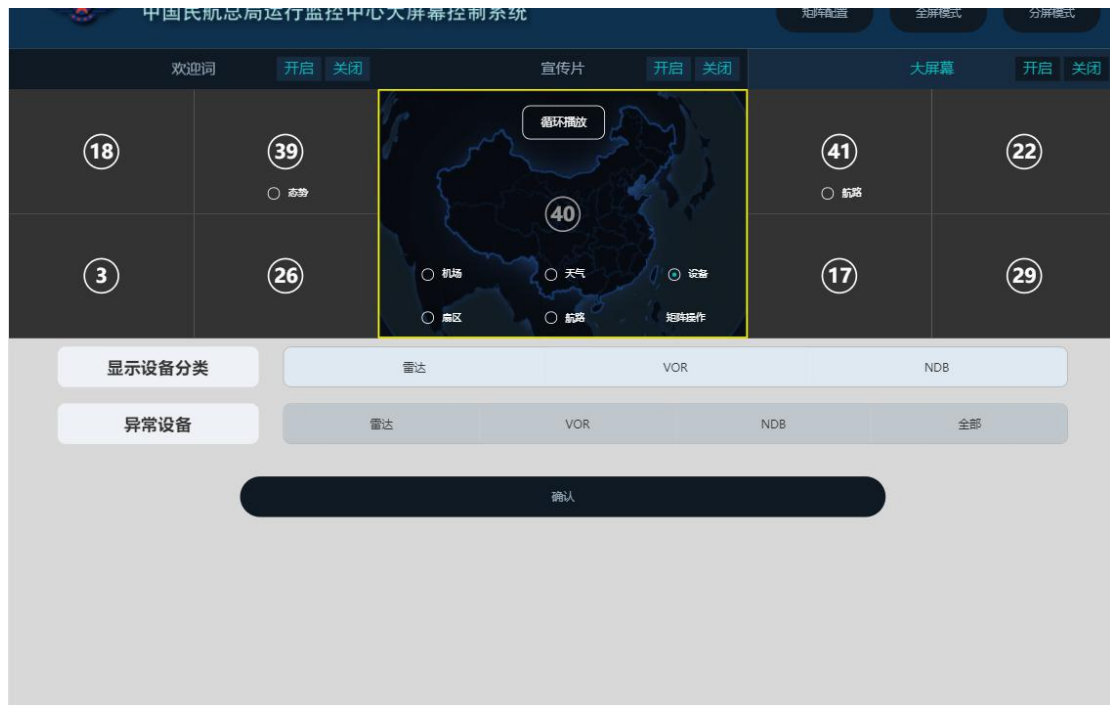 中国民航总局运行监控中心大屏幕控制系统 矩阵配置 全屏模式 分屏模式
欢迎词 开启 关闭 宣传片 开启 关闭 大屏幕 开启 关闭
循环播放
18 39 41 22
态势 航路
40
3 26 机场 天气 设备 17 29
扇区 航路 矩阵操作
显示设备分类 雷达 VOR NDB
异常设备 雷达 VOR NDB 全部
确认